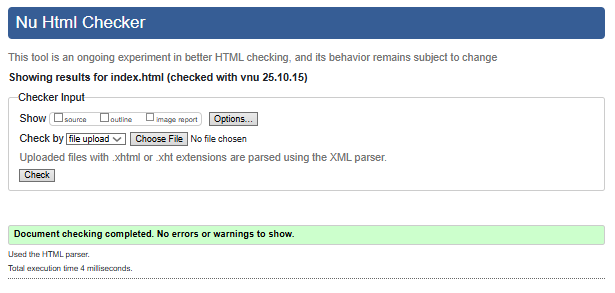 Nu Html Checker
This tool is an ongoing experiment in better HTML checking, and its behavior remains subject to change
Showing results for index.html (checked with vnu 25.10.15)
Checker Input
Show source outline image report Options...
Check by file upload Choose File No file chosen
Uploaded files with .xhtml or .xht extensions are parsed using the XML parser.
Check
Document checking completed. No errors or warnings to show.
Used the HTML parser.
Total execution time 4 milliseconds.